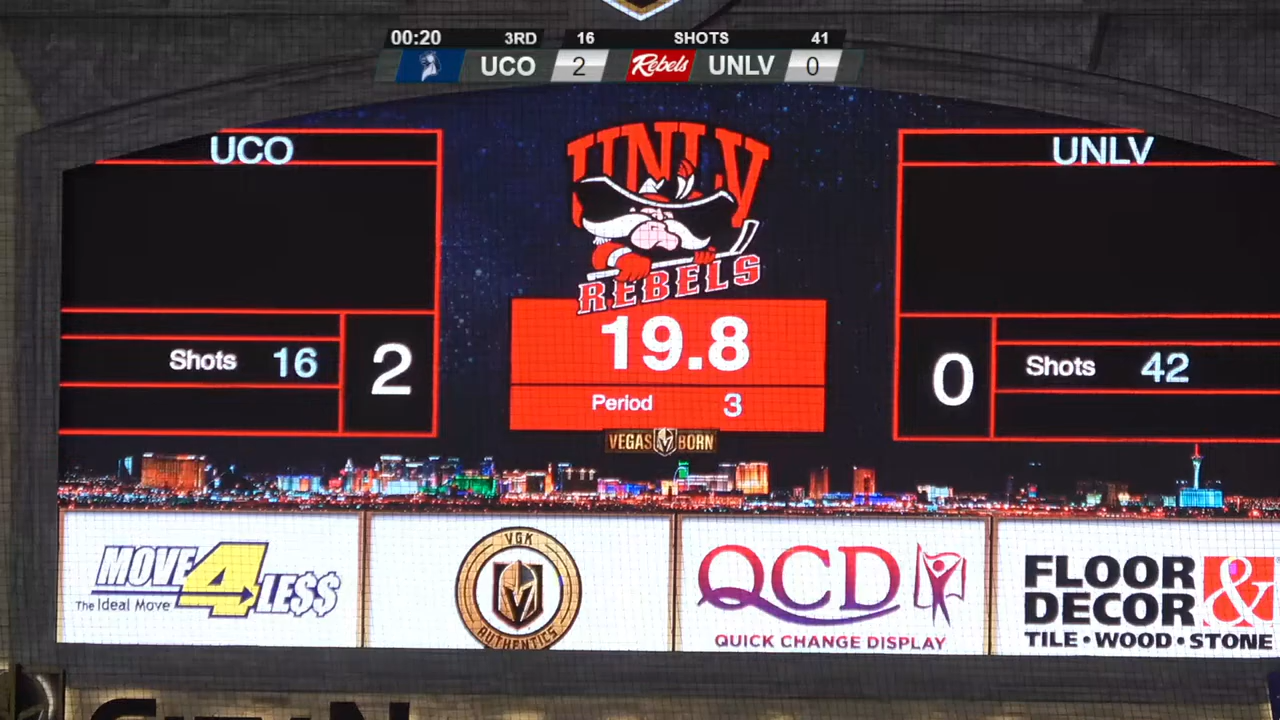 00:20 3RD 16 SHOTS 41
UCO 2 Rebels UNLV 0
UCO
UNLV
UNLV
REBELS
19.8
Shots 16 2
0 Shots 42
Period 3
VEGAS BORN
MOVE 4 LE$$
The Ideal Move
VGK
AUTHENTICS
QCD
QUICK CHANGE DISPLAY
FLOOR &
DECOR
TILE • WOOD • STONE